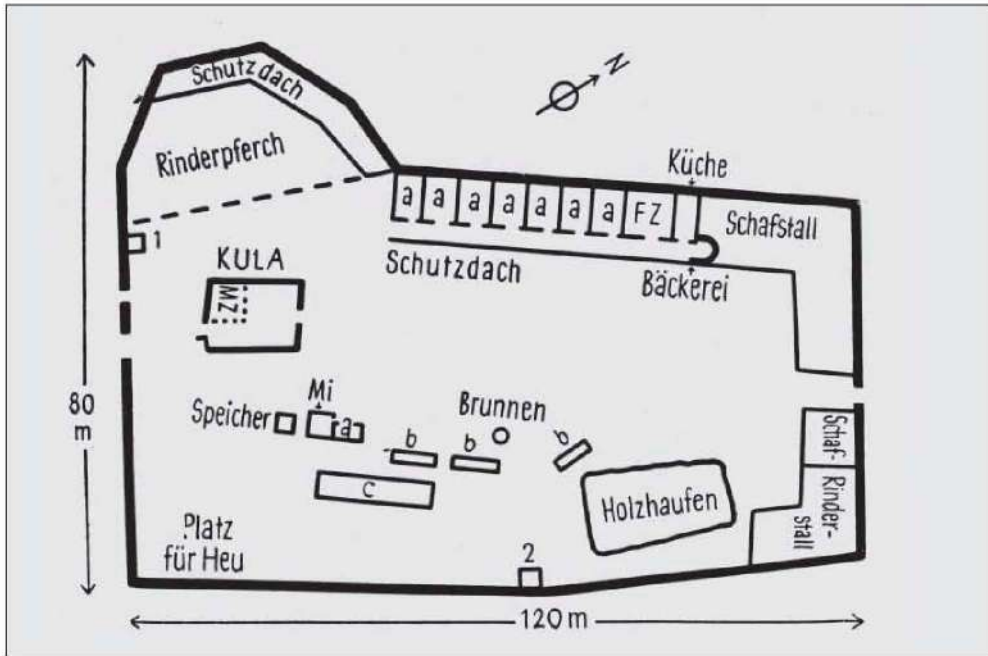 Schutzdach
N
Rinderpferch
Küche
a a a a a a a FZ
Schafstall
1
KULA
Schutzdach
Bäckerei
MZ
80
m
Mi
Speicher
a
Brunnen
b
b
b
c
Holzhaufen
Schaf-
Rinder-
stall
Platz
für Heu
2
120m